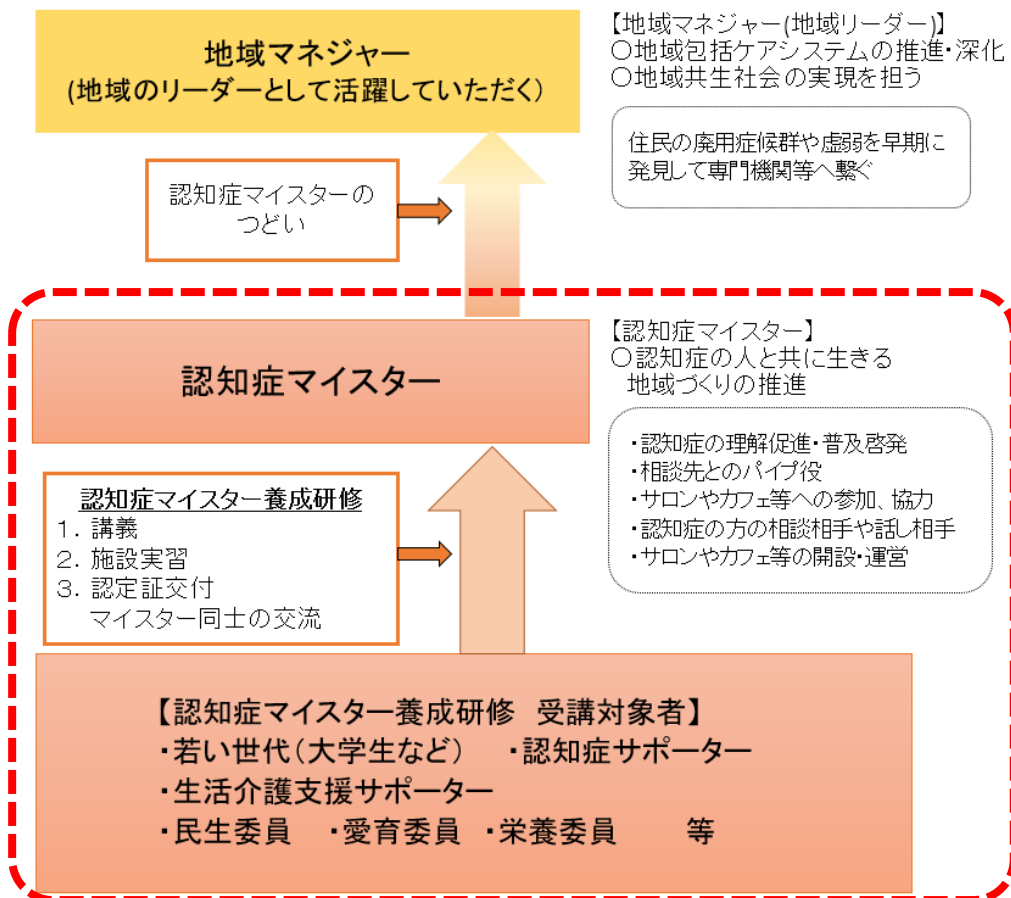 地域マネジャー
(地域のリーダーとして活躍していただく)
【地域マネジャー(地域リーダー)】
○地域包括ケアシステムの推進・深化
○地域共生社会の実現を担う
住民の廃用症候群や虚弱を早期に
発見して専門機関等へ繋ぐ
認知症マイスターの
つどい
認知症マイスター
【認知症マイスター】
○認知症の人と共に生きる
地域づくりの推進
・認知症の理解促進・普及啓発
・相談先とのパイプ役
・サロンやカフェ等への参加、協力
・認知症の方の相談相手や話し相手
・サロンやカフェ等の開設・運営
認知症マイスター養成研修
1. 講義
2. 施設実習
3. 認定証交付
マイスター同士の交流
【認知症マイスター養成研修 受講対象者】
・若い世代(大学生など) ・認知症サポーター
・生活介護支援サポーター
・民生委員 ・愛育委員 ・栄養委員 等